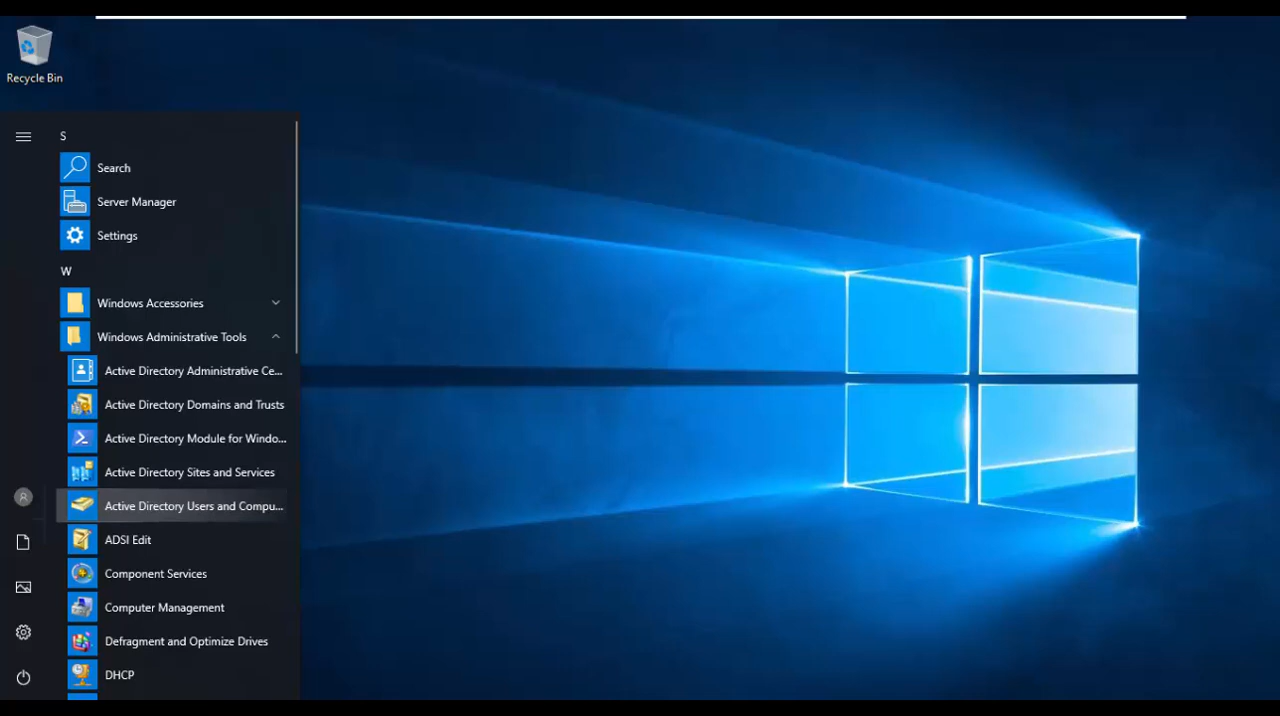 Recycle Bin
S
Search
Server Manager
Settings
W
Windows Accessories
Windows Administrative Tools
Active Directory Administrative Ce...
Active Directory Domains and Trusts
Active Directory Module for Windo...
Active Directory Sites and Services
Active Directory Users and Compu...
ADSI Edit
Component Services
Computer Management
Defragment and Optimize Drives
DHCP